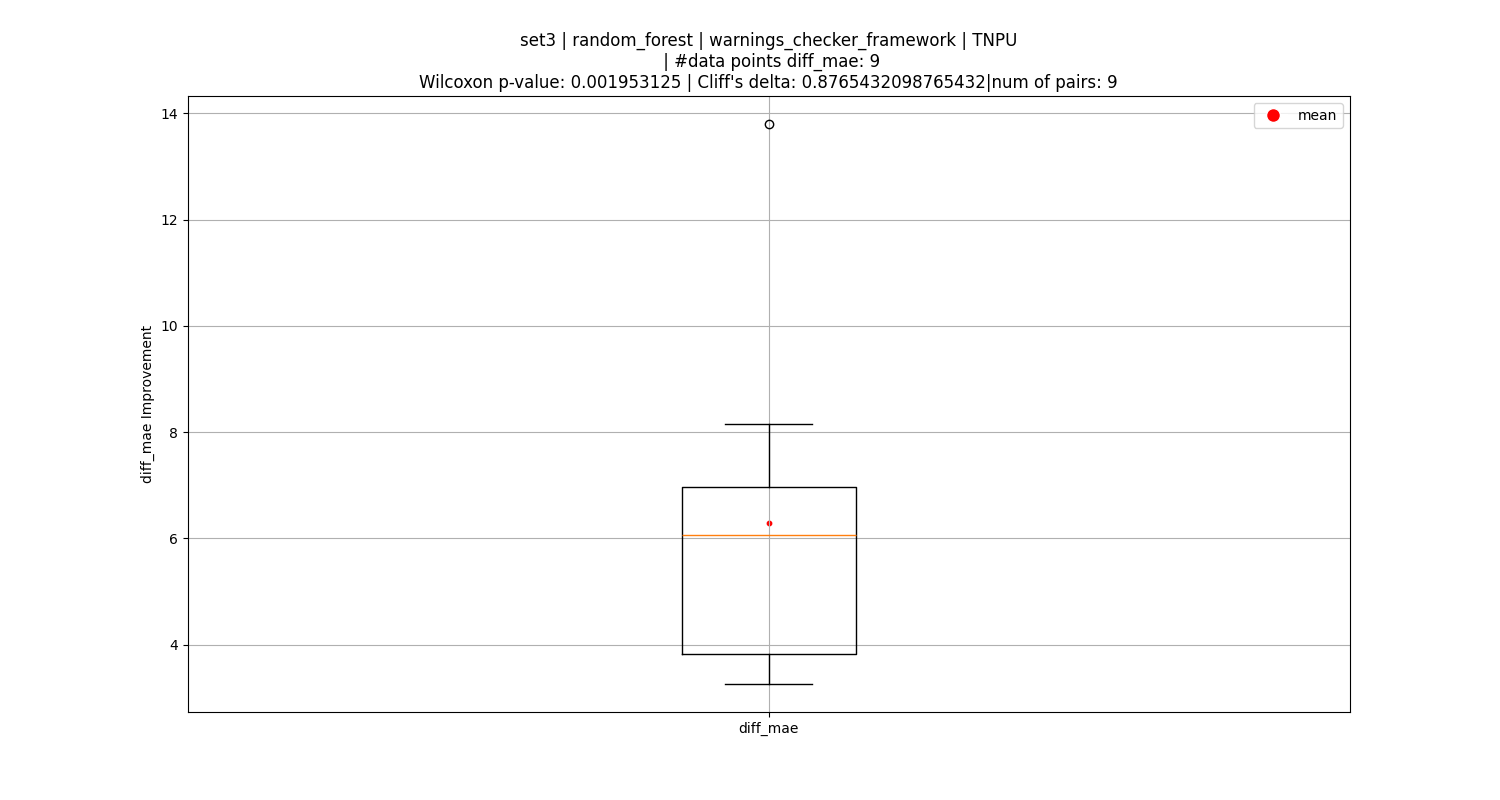 set3 | random_forest | warnings_checker_framework | TNPU
| #data points diff_mae: 9
Wilcoxon p-value: 0.001953125 | Cliff's delta: 0.8765432098765432|num of pairs: 9
mean
14
12
10
8
6
4
diff_mae Improvement
diff_mae